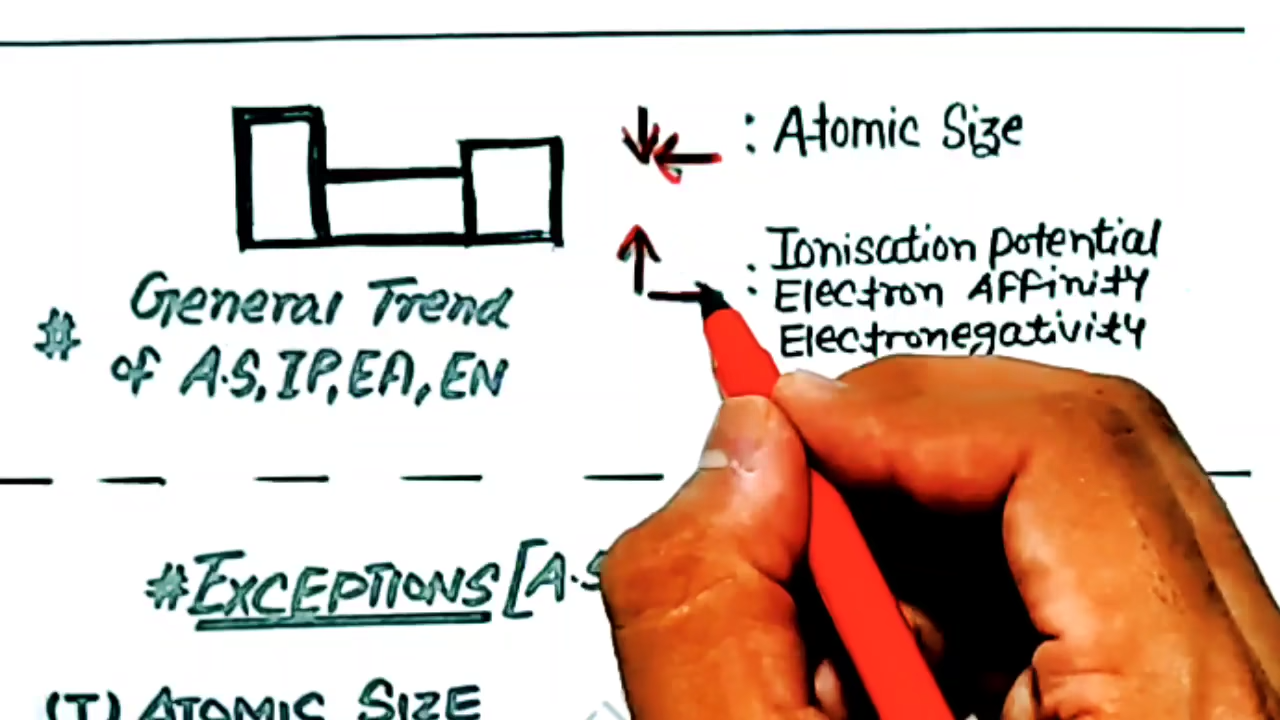 : Atomic Size
: Ionisation potential
Electron Affinity
Electronegativity
# General Trend
of A.S, IP, EA, EN
# EXCEPTIONS [A.S
(I) ATOMIC SIZE